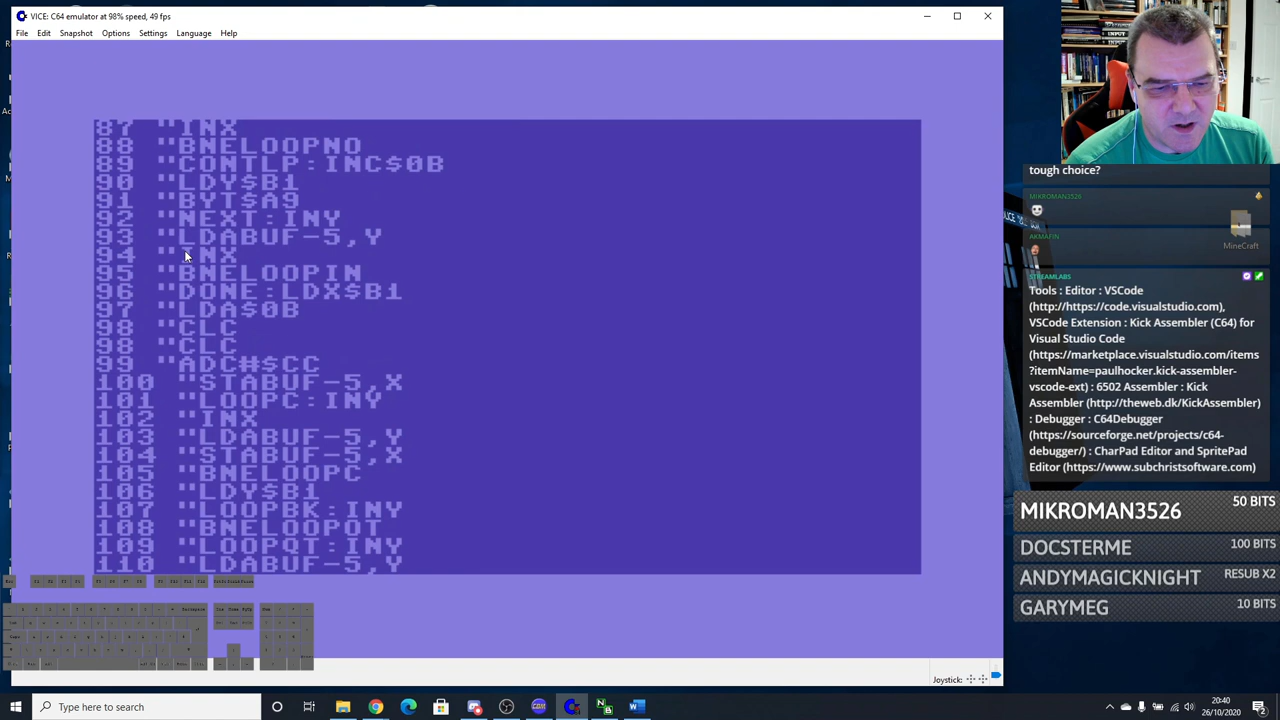 VICE: C64 emulator at 98% speed, 49 fps
File Edit Snapshot Options Settings Language Help
87 "INX
88 "BNELOOPNO
89 "CONTLP:INC$0B
90 "LDY$B1
91 "BYT$A9
92 "NEXT:INY
93 "LDABUF-5,Y
94 "INX
95 "BNELOOPIN
96 "DONE:LDX$B1
97 "LDA$0B
98 "CLC
98 "CLC
99 "ADC#$CC
100 "STABUF-5,X
101 "LOOPC:INY
102 "INX
103 "LDABUF-5,Y
104 "STABUF-5,X
105 "BNELOOPC
106 "LDY$B1
107 "LOOPBK:INY
108 "BNELOOPOT
109 "LOOPQT:INY
110 "LDABUF-5,Y
Joystick:
tough choice?
MIKROMAN3526
AKMAFIN
MineCraft
STREAMLABS
Tools : Editor : VSCode
(http://https://code.visualstudio.com),
VSCode Extension : Kick Assembler (C64) for
Visual Studio Code
(https://marketplace.visualstudio.com/items
?itemName=paulhocker.kick-assembler-
vscode-ext) : 6502 Assembler : Kick
Assembler (http://theweb.dk/KickAssembler)
: Debugger : C64Debugger
(https://sourceforge.net/projects/c64-
debugger/) : CharPad Editor and SpritePad
Editor (https://www.subchristsoftware.com)
MIKROMAN3526 50 BITS
DOCSTERME 100 BITS
ANDYMAGICKNIGHT RESUB X2
GARYMEG 10 BITS
Type here to search
20:40
26/10/2020